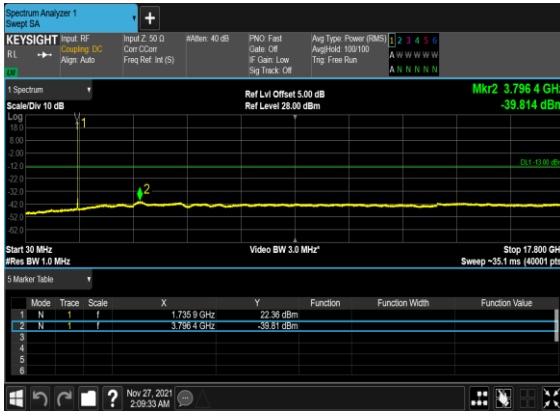 Spectrum Analyzer 1
Swept SA
+
KEYSIGHT Input: RF Input Z: 50 Ω #Atten: 40 dB PNO: Fast Avg Type: Power (RMS) 1 2 3 4 5 6
RL Coupling: DC Corr CCorr Gate: Off Avg|Hold: 100/100 A W W W W W
Align: Auto Freq Ref: Int (S) IF Gain: Low Trig: Free Run
Sig Track: Off A N N N N N
1 Spectrum Ref Lvl Offset 5.00 dB Mkr2 3.796 4 GHz
Scale/Div 10 dB Ref Level 28.00 dBm -39.814 dBm
Log
18.0
8.00
-2.00
-12.0
-22.0
-32.0
-42.0
-52.0
-62.0
1
2
DL1 -13.00 dBm
Start 30 MHz Video BW 3.0 MHz* Stop 17.800 GHz
#Res BW 1.0 MHz Sweep ~35.1 ms (40001 pts)
5 Marker Table
Mode Trace Scale X Y Function Function Width Function Value
1 N 1 f 1.735 9 GHz 22.36 dBm
2 N 1 f 3.796 4 GHz -39.81 dBm
3
4
5
6
? Nov 27, 2021
2:09:33 AM